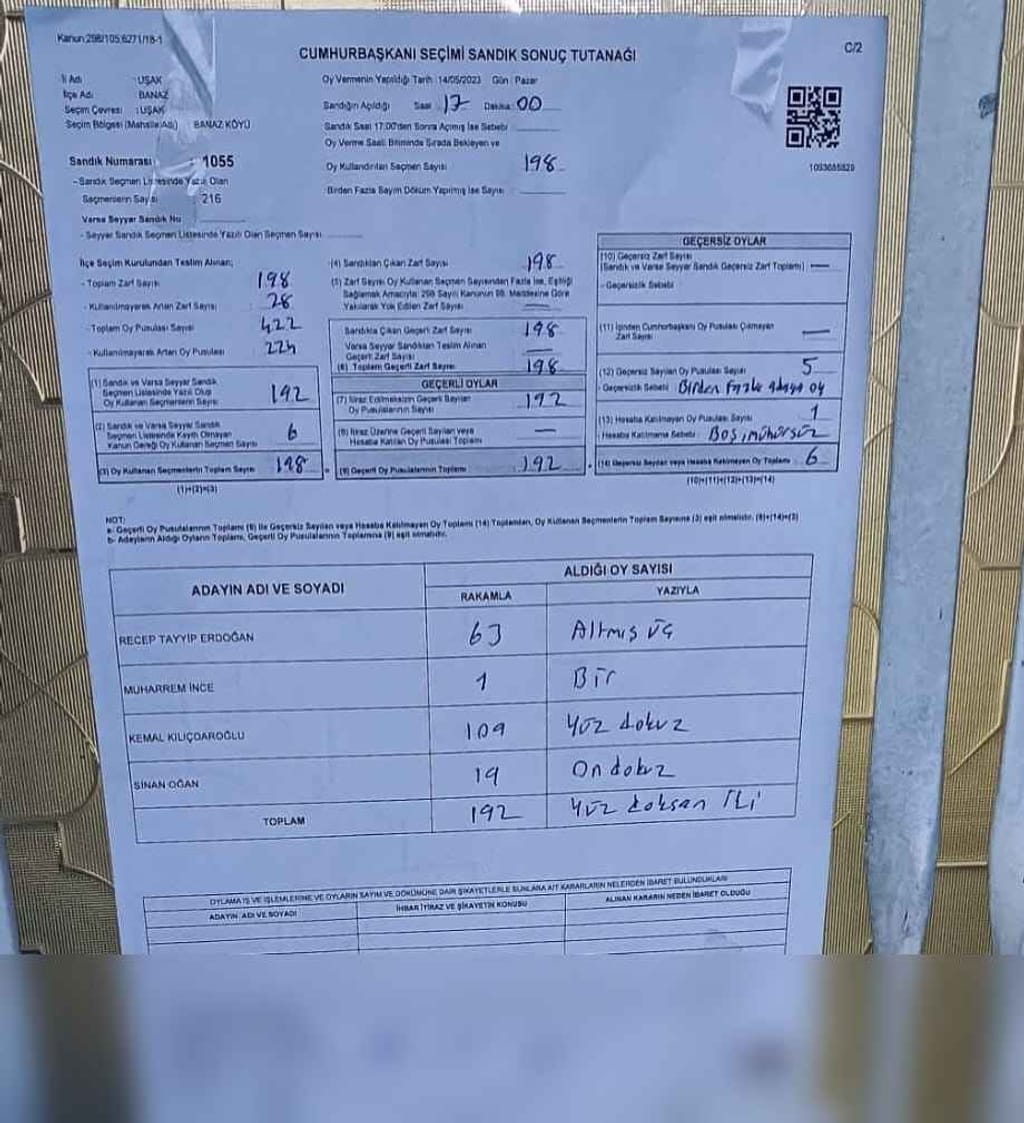 Kanun:298/105,6271/18-1
C/2
CUMHURBAŞKANI SEÇİMİ SANDIK SONUÇ TUTANAĞI
İl Adı : UŞAK
İlçe Adı : BANAZ
Seçim Çevresi : UŞAK
Seçim Bölgesi (Mahalle Adı) BANAZ KÖYÜ
Oy Vermenin Yapıldığı Tarih 14/05/2023 Gün Pazar
Sandığın Açıldığı Saat 17 Dakika 00
Sandık Saat 17:00'den Sonra Açmış İse Sebebi
Oy Verme Saati Bitiminde Sırada Bekleyen ve
Oy Kullandırılan Seçmen Sayısı 198
Birden Fazla Sayım Döküm Yapılmış İse Sayısı
Sandık Numarası : 1055
- Sandık Seçmen Listesinde Yazılı Olan
Seçmenlerin Sayısı : 216
Varsa Seyyar Sandık No
- Seyyar Sandık Seçmen Listesinde Yazılı Olan Seçmen Sayısı
İlçe Seçim Kurulundan Teslim Alınan;
- Toplam Zarf Sayısı 198
- Kullanılmayarak Artan Zarf Sayısı 28
- Toplam Oy Pusulası Sayısı 422
- Kullanılmayarak Artan Oy Pusulası 224
(1) Sandık ve Varsa Seyyar Sandık
Seçmen Listesinde Yazılı Olup
Oy Kullanan Seçmenlerin Sayısı 192
(2) Sandık ve Varsa Seyyar Sandık
Seçmen Listesinde Kayıtlı Olmayan
Kanun Gereği Oy Kullanan Seçmen Sayısı 6
(3) Oy Kullanan Seçmenlerin Toplam Sayısı 198
(1)+(2)=(3)
(4) Sandıktan Çıkan Zarf Sayısı 198
(5) Zarf Sayısı Oy Kullanan Seçmen Sayısından Fazla İse, Eşitliği
Sağlamak Amacıyla 298 Sayılı Kanunun 98. Maddesine Göre
Yakılarak Yok Edilen Zarf Sayısı —
Sandıkta Çıkan Geçerli Zarf Sayısı 198
Varsa Seyyar Sandıktan Teslim Alınan
Geçerli Zarf Sayısı —
(6) Toplam Geçerli Zarf Sayısı 198
GEÇERLİ OYLAR
(7) İtiraz Edilmeksizin Geçerli Sayılan
Oy Pusulalarının Sayısı 192
(8) İtiraz Üzerine Geçerli Sayılan veya
Hesaba Katılan Oy Pusulası Toplamı —
(9) Geçerli Oy Pusulalarının Toplamı 192
GEÇERSİZ OYLAR
(10) Geçersiz Zarf Sayısı
(Sandık ve Varsa Seyyar Sandık Geçersiz Zarf Toplamı) —
- Geçersizlik Sebebi
(11) İçinden Cumhurbaşkanı Oy Pusulası Çıkmayan
Zarf Sayısı —
(12) Geçersiz Sayılan Oy Pusulası Sayısı 5
- Geçersizlik Sebebi Birden Fazla adaya oy
(13) Hesaba Katılmayan Oy Pusulası Sayısı 1
- Hesaba Katılmama Sebebi Boş, mühürsüz
(14) Geçersiz Sayılan veya Hesaba Katılmayan Oy Toplamı 6
(10)+(11)+(12)+(13)=(14)
NOT:
a- Geçerli Oy Pusulalarının Toplamı (9) ile Geçersiz Sayılan veya Hesaba Katılmayan Oy Toplamı (14) Toplamları, Oy Kullanan Seçmenlerin Toplam Sayısına (3) eşit olmalıdır. (9)+(14)=(3)
b- Adayların Aldığı Oyların Toplamı, Geçerli Oy Pusulalarının Toplamına (9) eşit olmalıdır.
ADAYIN ADI VE SOYADI
ALDIĞI OY SAYISI
RAKAMLA YAZIYLA
RECEP TAYYİP ERDOĞAN 63 Altmış üç
MUHARREM İNCE 1 Bir
KEMAL KILIÇDAROĞLU 109 Yüz dokuz
SİNAN OĞAN 19 On dokuz
TOPLAM 192 Yüz doksan iki
OYLAMA İŞ VE İŞLEMLERİNE VE OYLARIN SAYIM VE DÖKÜMÜNE DAİR ŞİKAYETLERLE BUNLARA AİT KARARLARIN NELERDEN İBARET BULUNDUKLARI
ADAYIN ADI VE SOYADI İHBAR İTİRAZ VE ŞİKAYETİN KONUSU ALINAN KARARIN NEDEN İBARET OLDUĞU